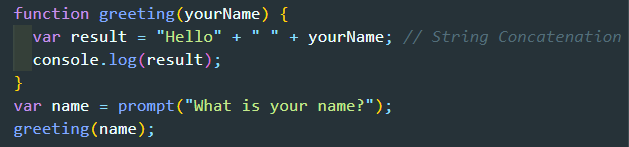 function greeting(yourName) {
  var result = "Hello" + " " + yourName; // String Concatenation
  console.log(result);
}
var name = prompt("What is your name?");
greeting(name);